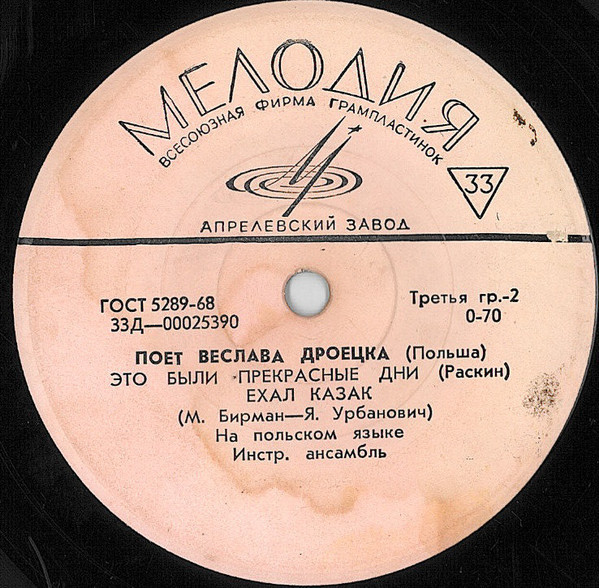 МЕЛОДИЯ
ВСЕСОЮЗНАЯ ФИРМА ГРАМПЛАСТИНОК
33
АПРЕЛЕВСКИЙ ЗАВОД
ГОСТ 5289-68 Третья гр.-2
33Д—00025390 0-70
ПОЕТ ВЕСЛАВА ДРОЕЦКА (Польша)
ЭТО БЫЛИ ПРЕКРАСНЫЕ ДНИ (Раскин)
ЕХАЛ КАЗАК
(М. Бирман—Я. Урбанович)
На польском языке
Инстр. ансамбль